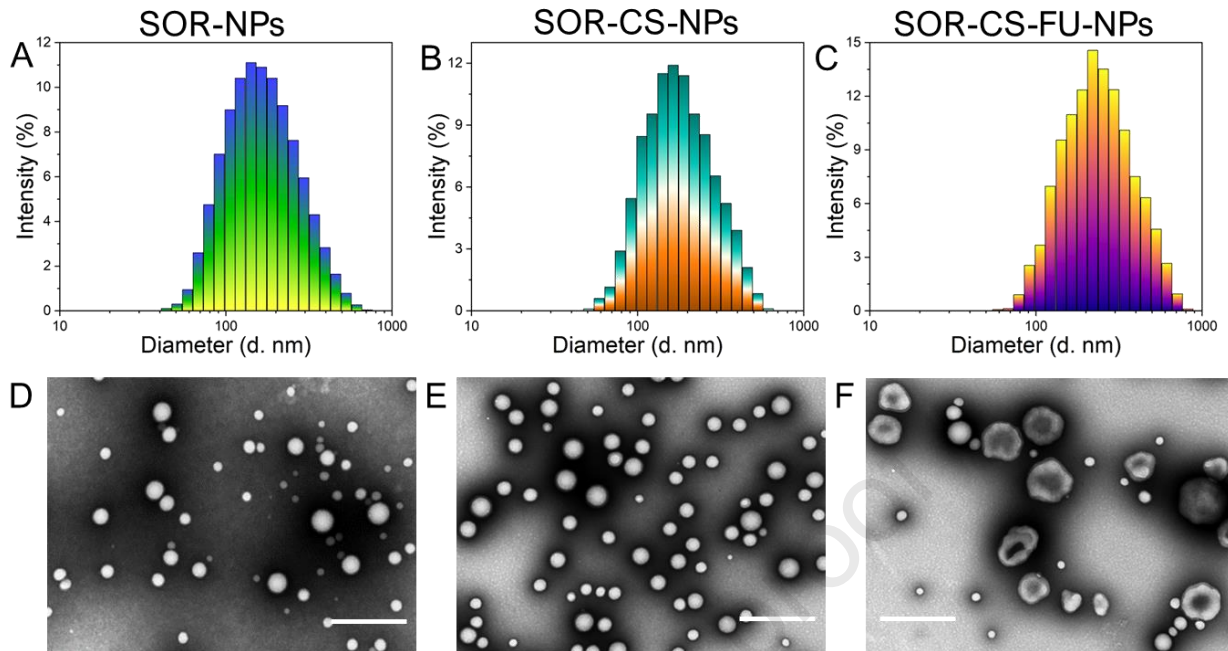 SOR-NPs SOR-CS-NPs SOR-CS-FU-NPs
A B C
12 12 15
10 9 12
8 6 9
6 3 6
4 0 3
2 0
0
Intensity (%) Intensity (%) Intensity (%)
10 100 1000 10 100 1000 10 100 1000
Diameter (d. nm) Diameter (d. nm) Diameter (d. nm)
D E F